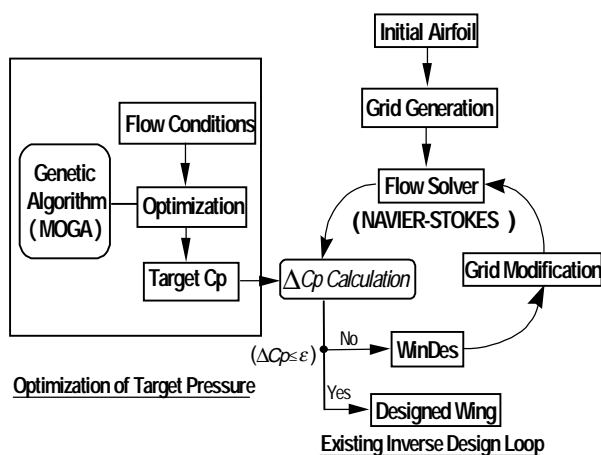 Initial Airfoil
Grid Generation
Flow Conditions
Genetic
Algorithm
(MOGA)
Optimization
Flow Solver
(NAVIER-STOKES )
Target Cp
ΔCp Calculation
Grid Modification
(ΔCp≤ε)
No
WinDes
Yes
Optimization of Target Pressure
Designed Wing
Existing Inverse Design Loop